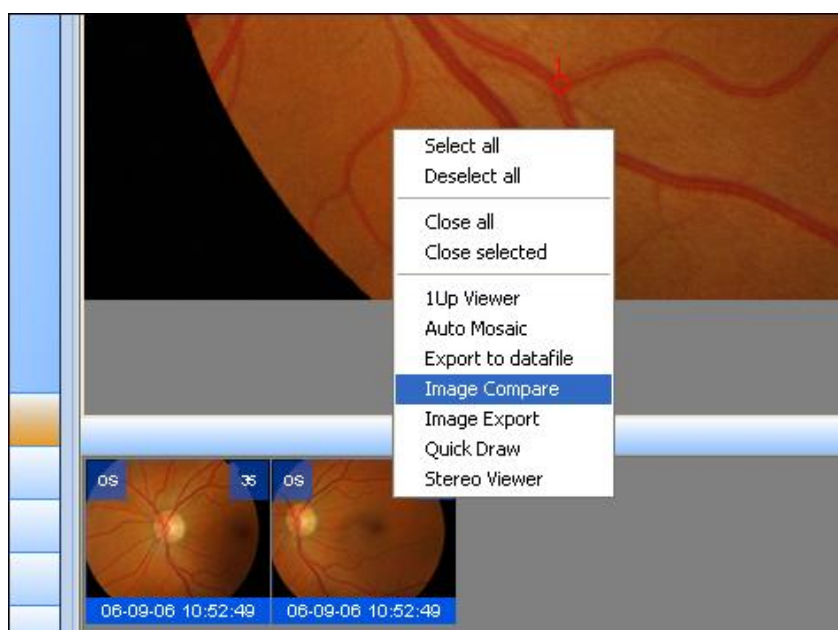 Select all
Deselect all
Close all
Close selected
1Up Viewer
Auto Mosaic
Export to datafile
Image Compare
Image Export
Quick Draw
Stereo Viewer
OS 35 OS
06-09-06 10:52:49 06-09-06 10:52:49